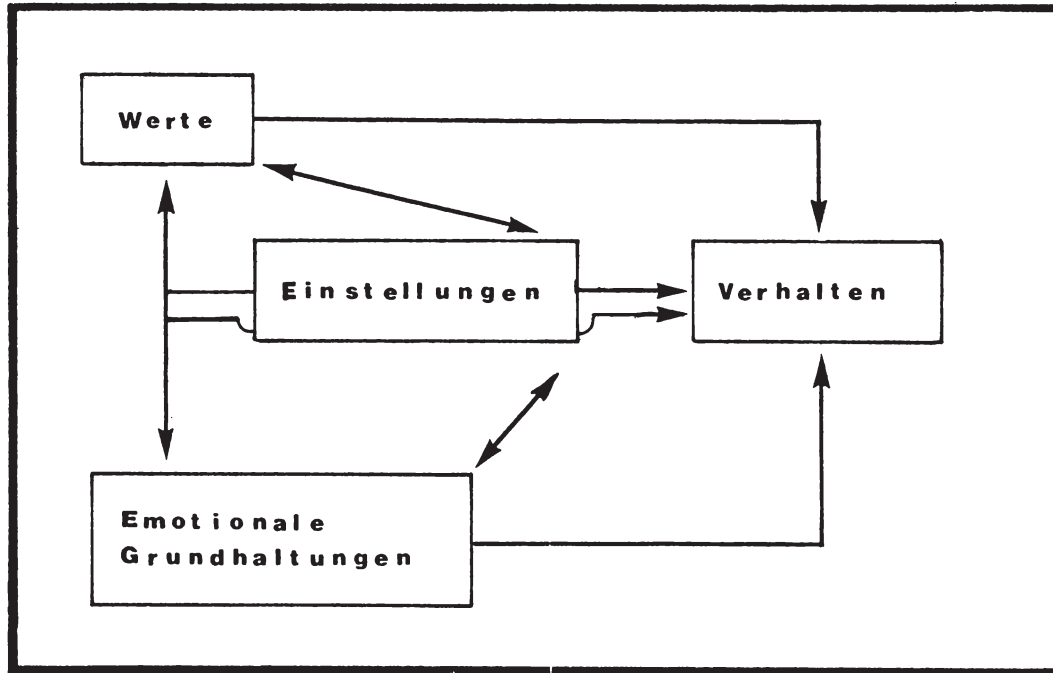 Werte
Einstellungen
Verhalten
Emotionale
Grundhaltungen